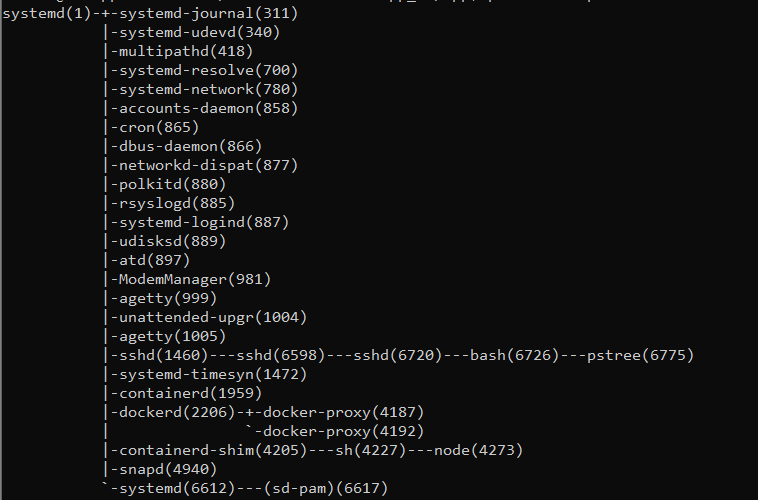 systemd(1)-+-systemd-journal(311)
           |-systemd-udevd(340)
           |-multipathd(418)
           |-systemd-resolve(700)
           |-systemd-network(780)
           |-accounts-daemon(858)
           |-cron(865)
           |-dbus-daemon(866)
           |-networkd-dispat(877)
           |-polkitd(880)
           |-rsyslogd(885)
           |-systemd-logind(887)
           |-udisksd(889)
           |-atd(897)
           |-ModemManager(981)
           |-agetty(999)
           |-unattended-upgr(1004)
           |-agetty(1005)
           |-sshd(1460)---sshd(6598)---sshd(6720)---bash(6726)---pstree(6775)
           |-systemd-timesyn(1472)
           |-containerd(1959)
           |-dockerd(2206)-+-docker-proxy(4187)
           |               `-docker-proxy(4192)
           |-containerd-shim(4205)---sh(4227)---node(4273)
           |-snapd(4940)
           `-systemd(6612)---(sd-pam)(6617)